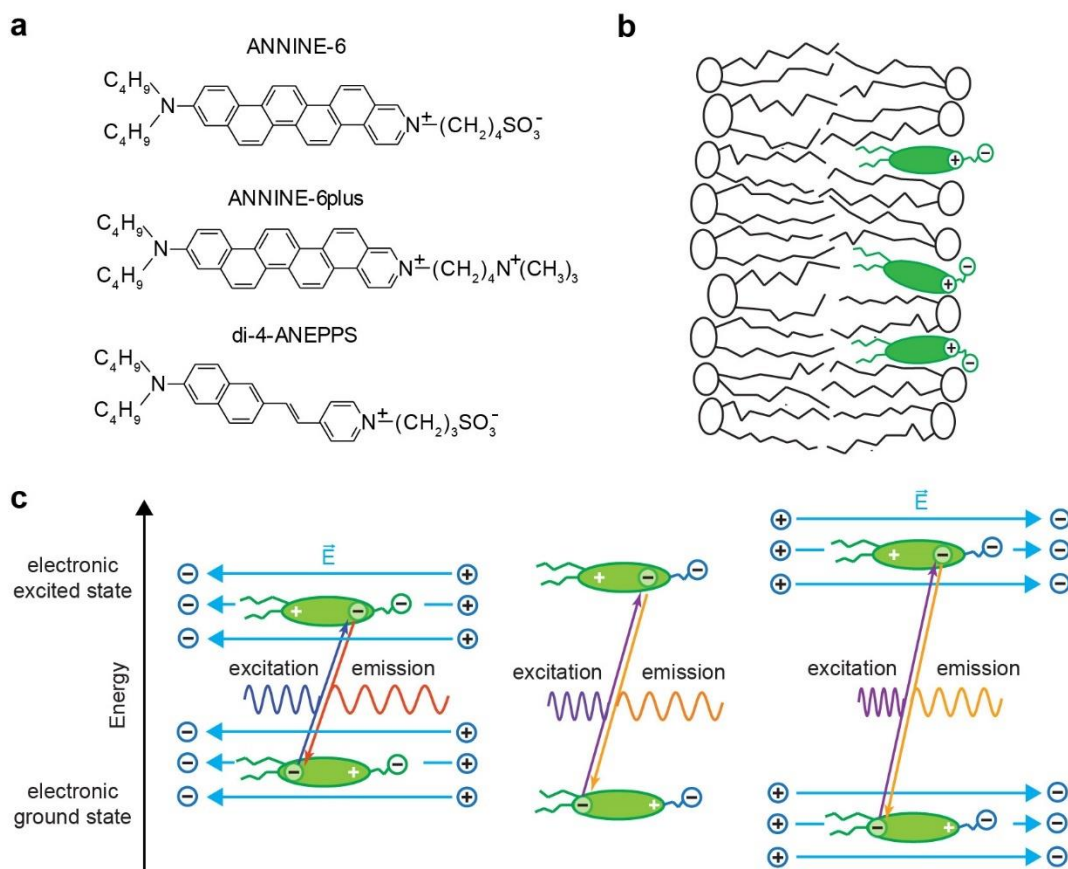 a
ANNINE-6
C₄H₉
N
C₄H₉
N⁺—(CH₂)₄SO₃⁻
ANNINE-6plus
C₄H₉
N
C₄H₉
N⁺—(CH₂)₄N⁺(CH₃)₃
di-4-ANEPPS
C₄H₉
N
C₄H₉
N⁺—(CH₂)₃SO₃⁻
b
+ −
+ −
+ −
c
Energy
electronic
excited state
electronic
ground state
E⃗
− +
− + − − +
− +
excitation emission
− +
− − + − +
− +
+ − −
excitation emission
− + −
E⃗
+ −
+ + − − −
+ −
excitation emission
+ −
+ − + − −
+ −